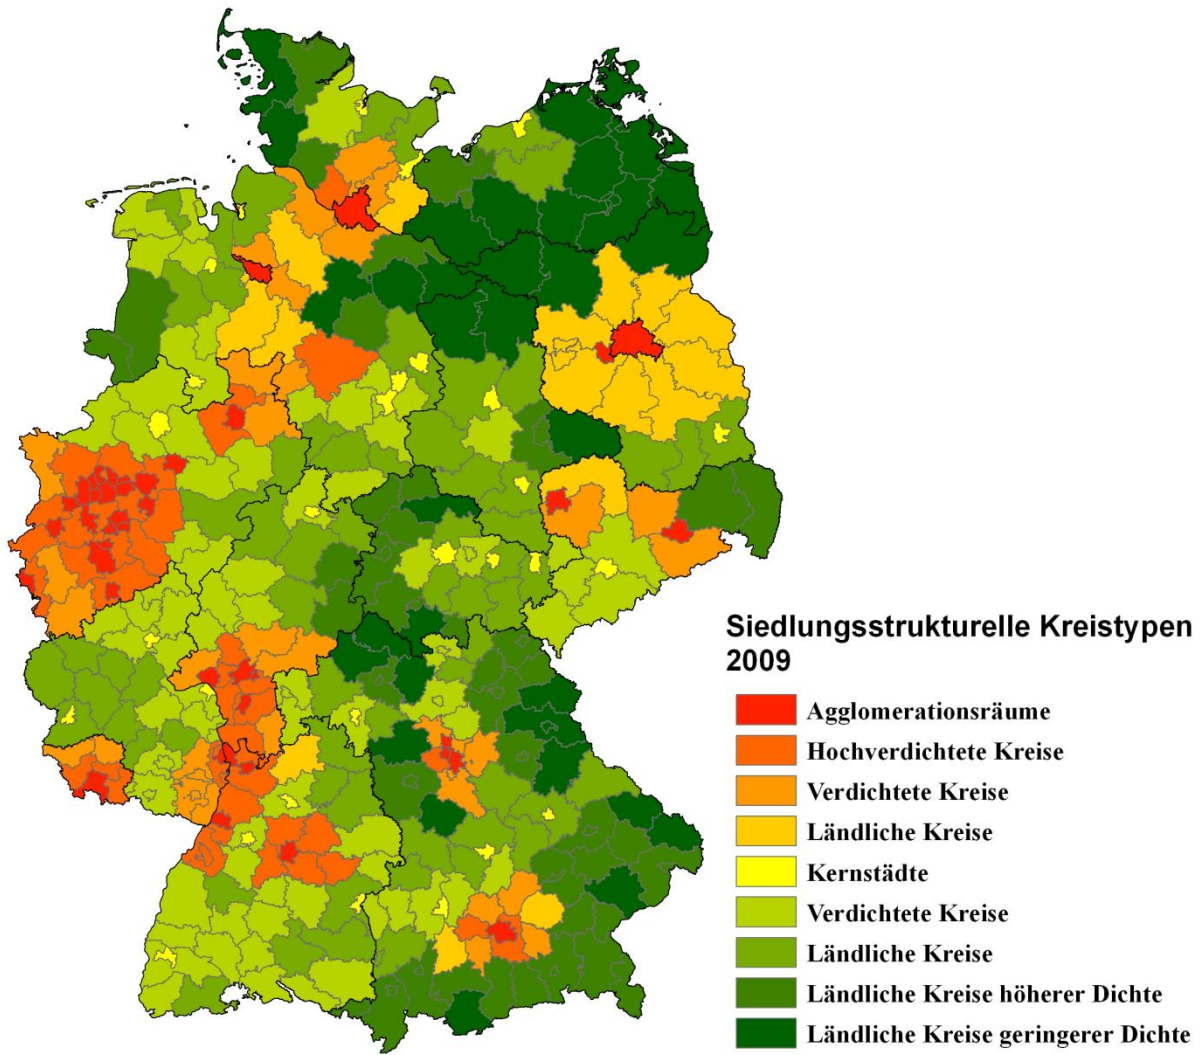 Siedlungsstrukturelle Kreistypen
2009
Agglomerationsräume
Hochverdichtete Kreise
Verdichtete Kreise
Ländliche Kreise
Kernstädte
Verdichtete Kreise
Ländliche Kreise
Ländliche Kreise höherer Dichte
Ländliche Kreise geringerer Dichte